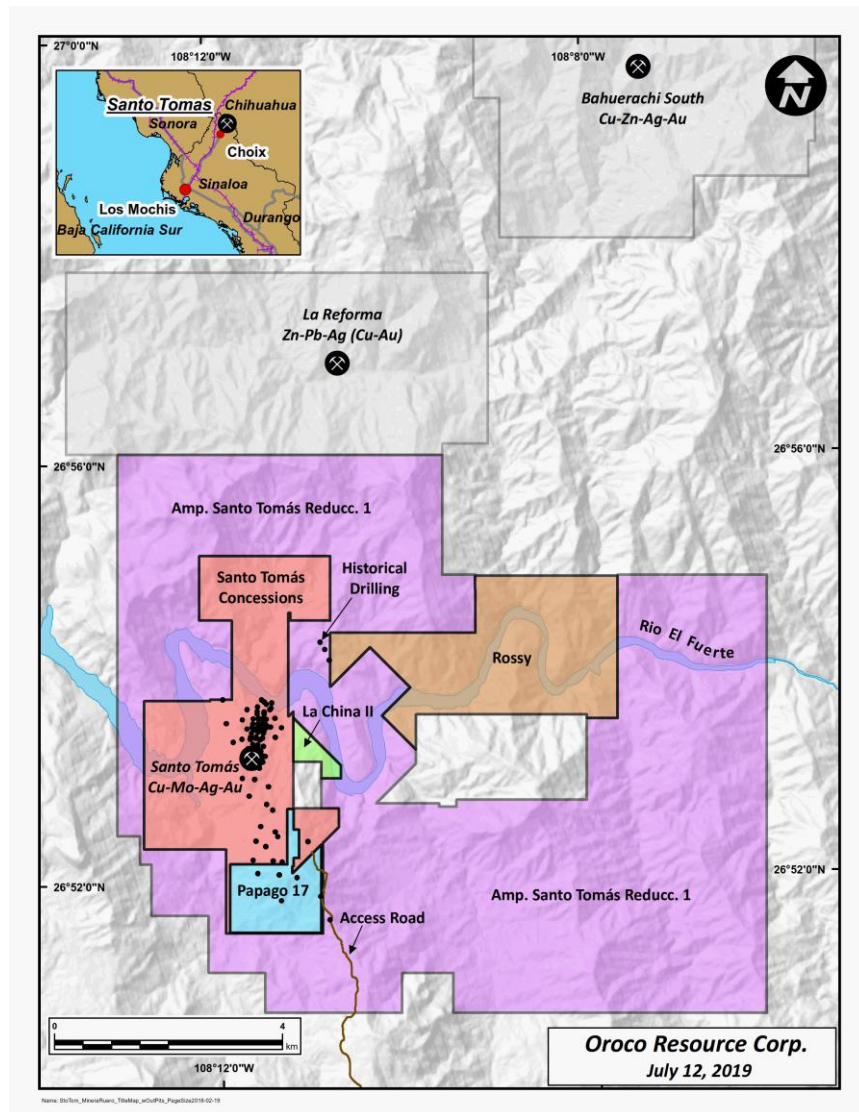 27°0'0"N
108°12'0"W
108°8'0"W
N
Bahuerachi South
Cu-Zn-Ag-Au
Santo Tomas
Chihuahua
Sonora
Choix
Sinaloa
Los Mochis
Durango
Baja California Sur
La Reforma
Zn-Pb-Ag (Cu-Au)
26°56'0"N
26°56'0"N
Amp. Santo Tomás Reducc. 1
Santo Tomás
Concessions
Historical
Drilling
Rio El Fuerte
Rossy
La China II
Santo Tomás
Cu-Mo-Ag-Au
26°52'0"N
26°52'0"N
Papago 17
Amp. Santo Tomás Reducc. 1
Access Road
0
4
km
108°12'0"W
Oroco Resource Corp.
July 12, 2019